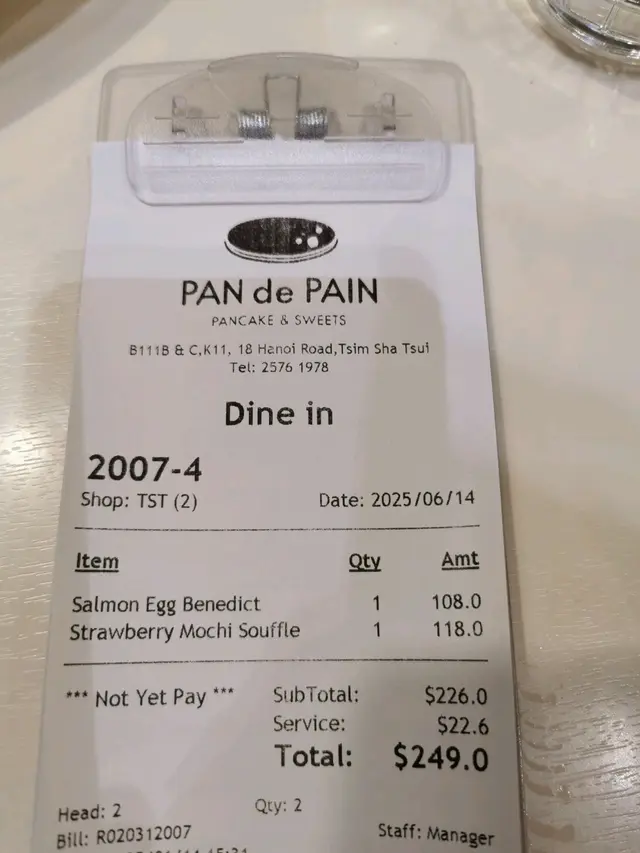 PAN de PAIN
PANCAKE & SWEETS
B111B & C,K11, 18 Hanoi Road,Tsim Sha Tsui
Tel: 2576 1978
Dine in
2007-4
Shop: TST (2) Date: 2025/06/14
Item Qty Amt
Salmon Egg Benedict 1 108.0
Strawberry Mochi Souffle 1 118.0
*** Not Yet Pay *** SubTotal: $226.0
Service: $22.6
Total: $249.0
Head: 2 Qty: 2
Bill: R020312007 Staff: Manager